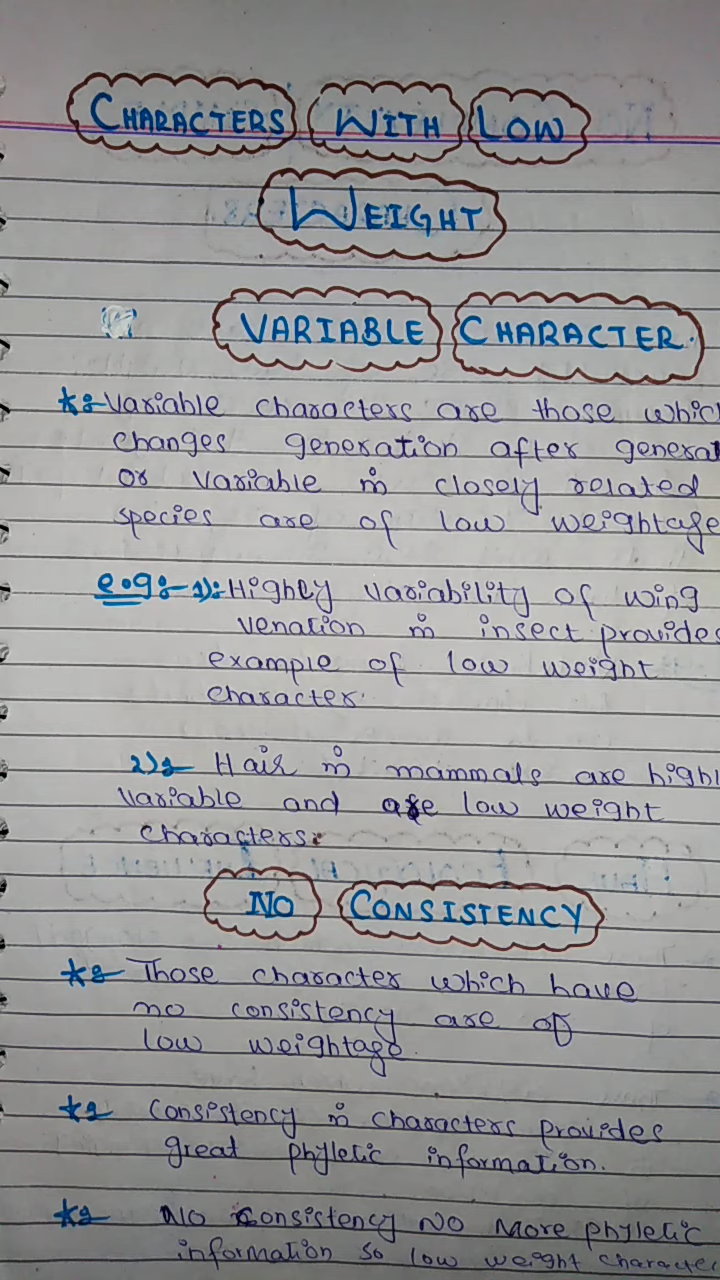 CHARACTERS WITH LOW
WEIGHT
VARIABLE CHARACTER.
*:- Variable characters are those which
changes generation after generat
or variable in closely related
species are of low weightage
e.g:- 1):- Highly variability of wing
venation in insect provides
example of low weight
character.
2):- Hair in mammals are highl
variable and are low weight
characters.
NO CONSISTENCY
*:- Those character which have
no consistency are of
low weightage.
*:- Consistency in characters provides
great phyletic information.
*:- No consistency No More phyletic
information so low weight character